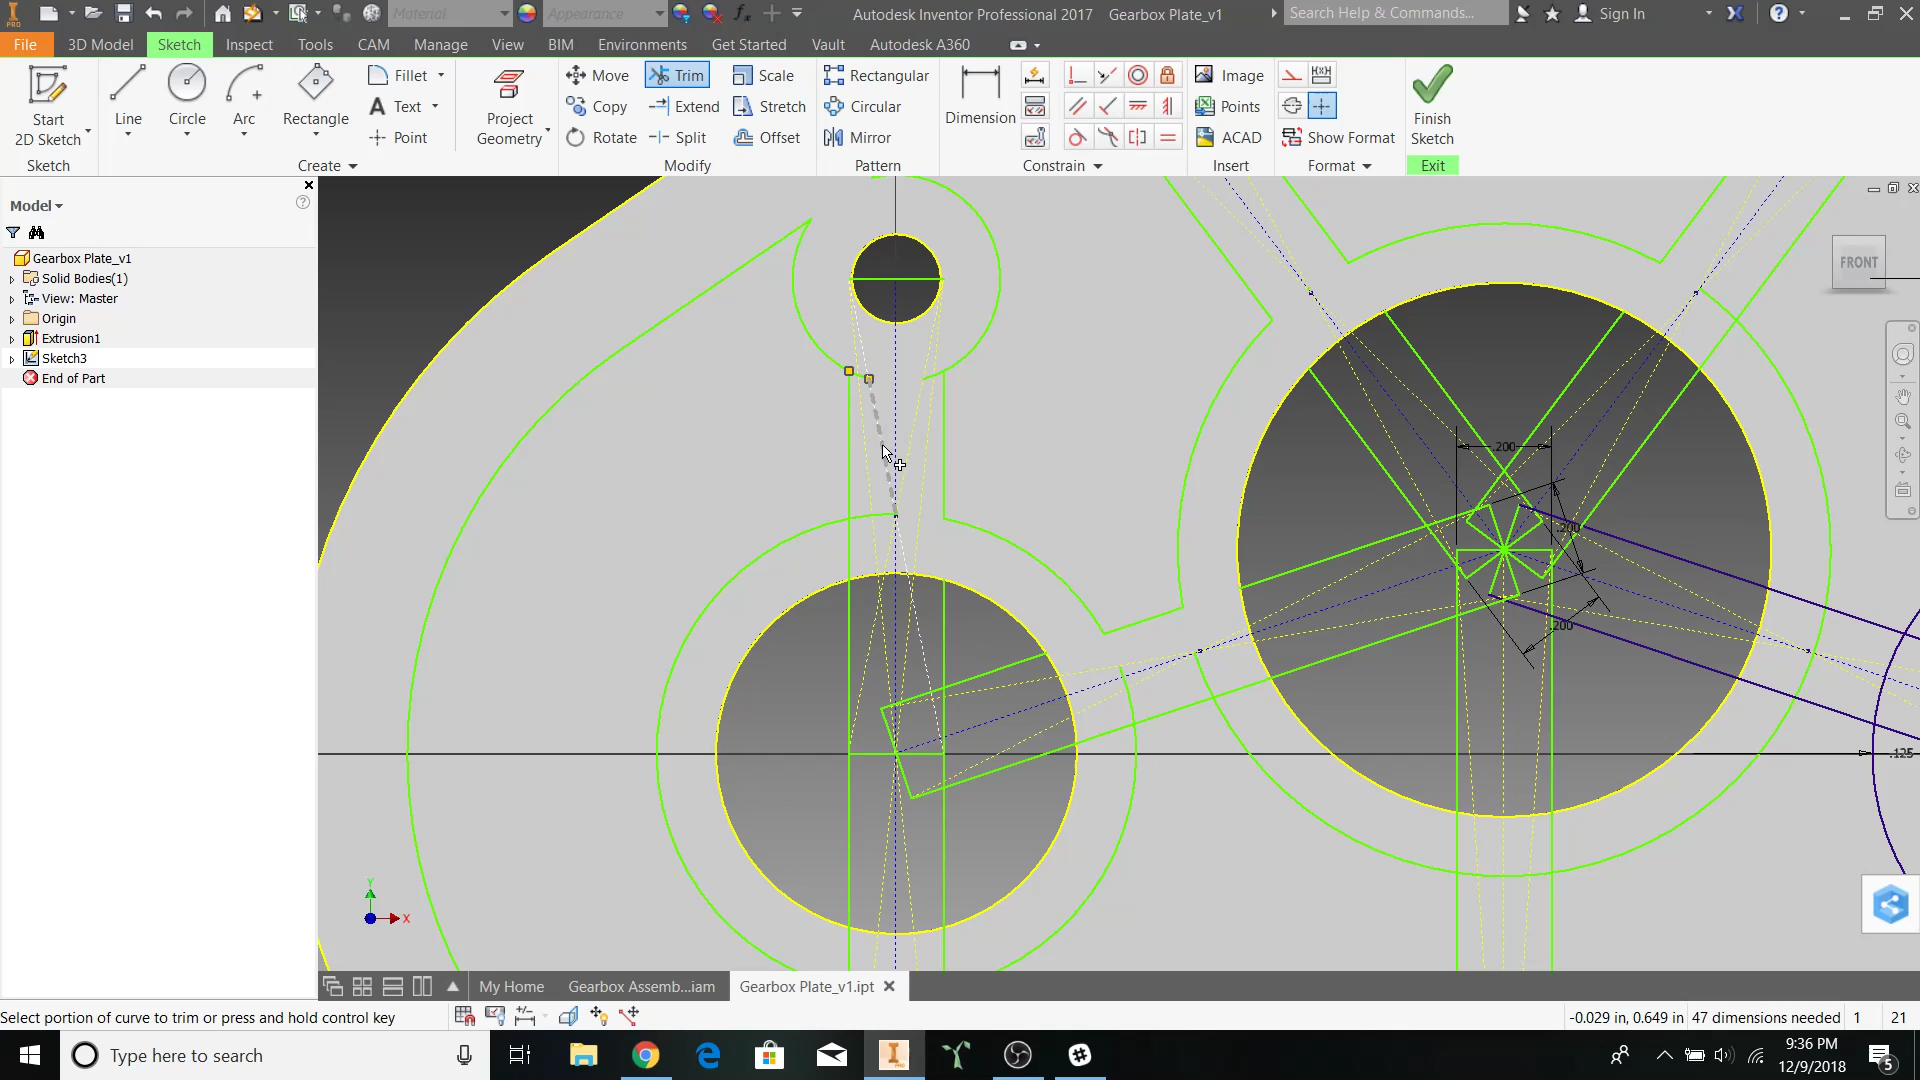 Material
Appearance
Autodesk Inventor Professional 2017 Gearbox Plate_v1
Search Help & Commands...
Sign In
PRO
File 3D Model Sketch Inspect Tools CAM Manage View BIM Environments Get Started Vault Autodesk A360
Start
2D Sketch
Line
Circle
Arc
Rectangle
Fillet
Text
Point
Project
Geometry
Move
Copy
Rotate
Trim
Extend
Split
Scale
Stretch
Offset
Rectangular
Circular
Mirror
Dimension
Image
Points
ACAD
Show Format
Finish
Sketch
Sketch Create Modify Pattern Constrain Insert Format Exit
Model
Gearbox Plate_v1
Solid Bodies(1)
View: Master
Origin
Extrusion1
Sketch3
End of Part
FRONT
.200
.200
.200
.125
Y
X
My Home Gearbox Assemb...iam Gearbox Plate_v1.ipt
Select portion of curve to trim or press and hold control key
-0.029 in, 0.649 in 47 dimensions needed 1 21
Type here to search
9:36 PM
12/9/2018
5